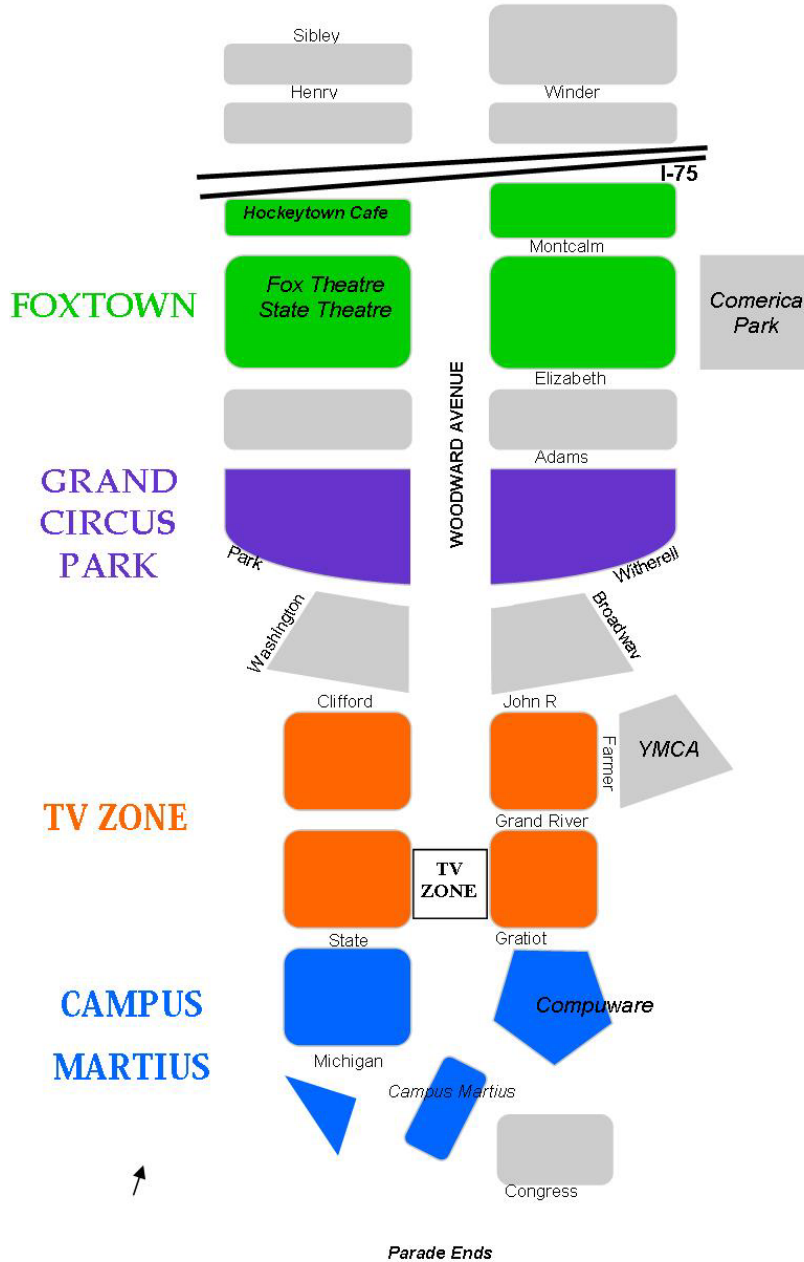 Sibley
Henry
Winder
I-75
Hockeytown Cafe
Montcalm
FOXTOWN
Fox Theatre
State Theatre
Comerica
Park
Elizabeth
WOODWARD AVENUE
Adams
GRAND
CIRCUS
PARK
Park
Witherell
Washington
Broadway
Clifford
John R
Farmer
YMCA
TV ZONE
Grand River
TV
ZONE
State
Gratiot
CAMPUS
MARTIUS
Compuware
Michigan
Campus Martius
Congress
Parade Ends